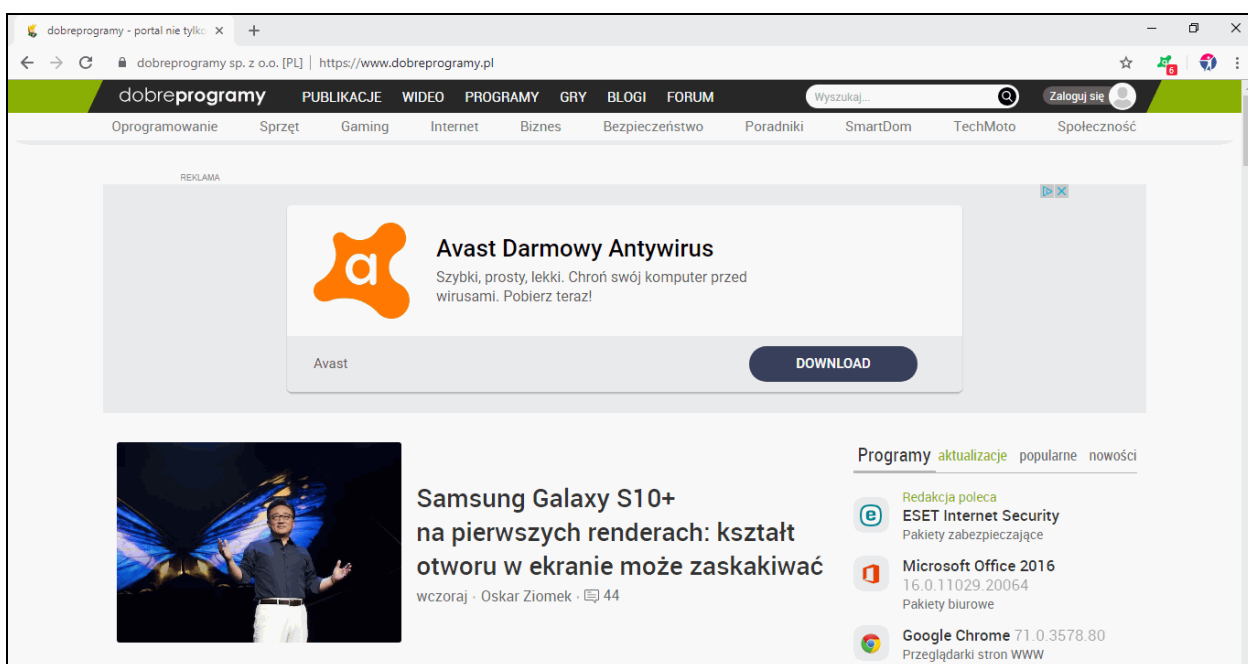 dobreprogramy - portal nie tylko
dobreprogramy sp. z o.o. [PL] | https://www.dobreprogramy.pl
6
dobreprogramy PUBLIKACJE WIDEO PROGRAMY GRY BLOGI FORUM Wyszukaj... Zaloguj się
Oprogramowanie Sprzęt Gaming Internet Biznes Bezpieczeństwo Poradniki SmartDom TechMoto Społeczność
REKLAMA
a
Avast Darmowy Antywirus
Szybki, prosty, lekki. Chroń swój komputer przed
wirusami. Pobierz teraz!
Avast DOWNLOAD
Samsung Galaxy S10+
na pierwszych renderach: kształt
otworu w ekranie może zaskakiwać
wczoraj · Oskar Ziomek · 44
Programy aktualizacje popularne nowości
Redakcja poleca
e ESET Internet Security
Pakiety zabezpieczające
Microsoft Office 2016
16.0.11029.20064
Pakiety biurowe
Google Chrome 71.0.3578.80
Przeglądarki stron WWW